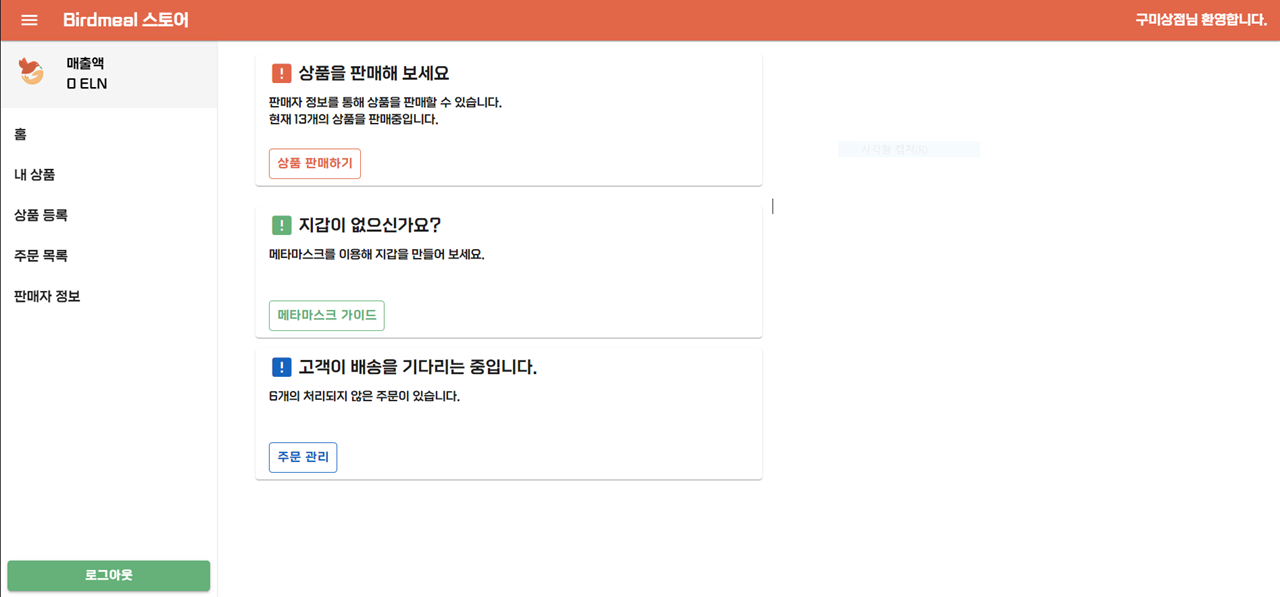 Birdmeal 스토어
구미상점님 환영합니다.
매출액
0 ELN
홈
내 상품
상품 등록
주문 목록
판매자 정보
로그아웃
! 상품을 판매해 보세요
판매자 정보를 통해 상품을 판매할 수 있습니다.
현재 13개의 상품을 판매중입니다.
상품 판매하기
! 지갑이 없으신가요?
메타마스크를 이용해 지갑을 만들어 보세요.
메타마스크 가이드
! 고객이 배송을 기다리는 중입니다.
6개의 처리되지 않은 주문이 있습니다.
주문 관리